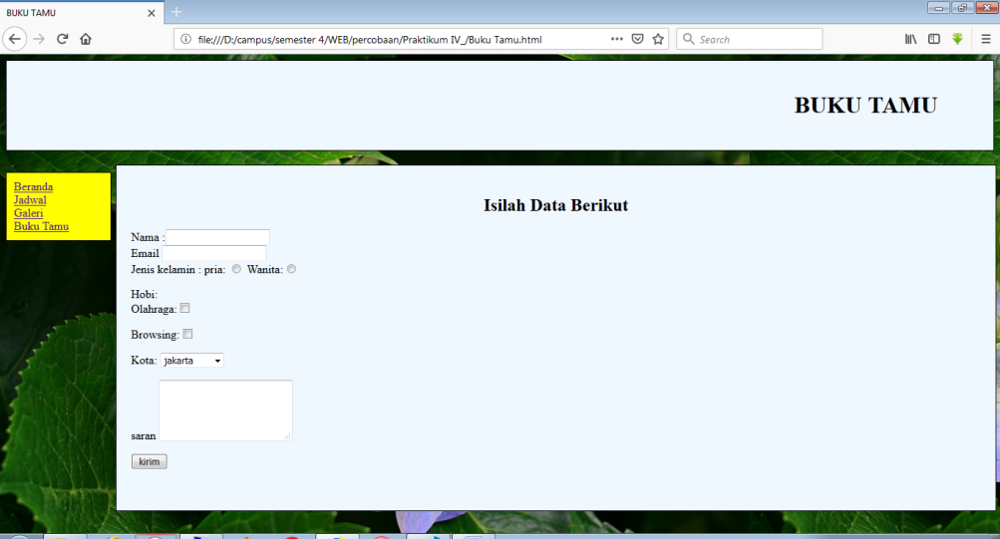 BUKU TAMU
file:///D:/campus/semester 4/WEB/percobaan/Praktikum IV_/Buku Tamu.html
Search
BUKU TAMU
Beranda
Jadwal
Galeri
Buku Tamu
Isilah Data Berikut
Nama :
Email
Jenis kelamin : pria: Wanita:
Hobi:
Olahraga:
Browsing:
Kota: jakarta
saran
kirim